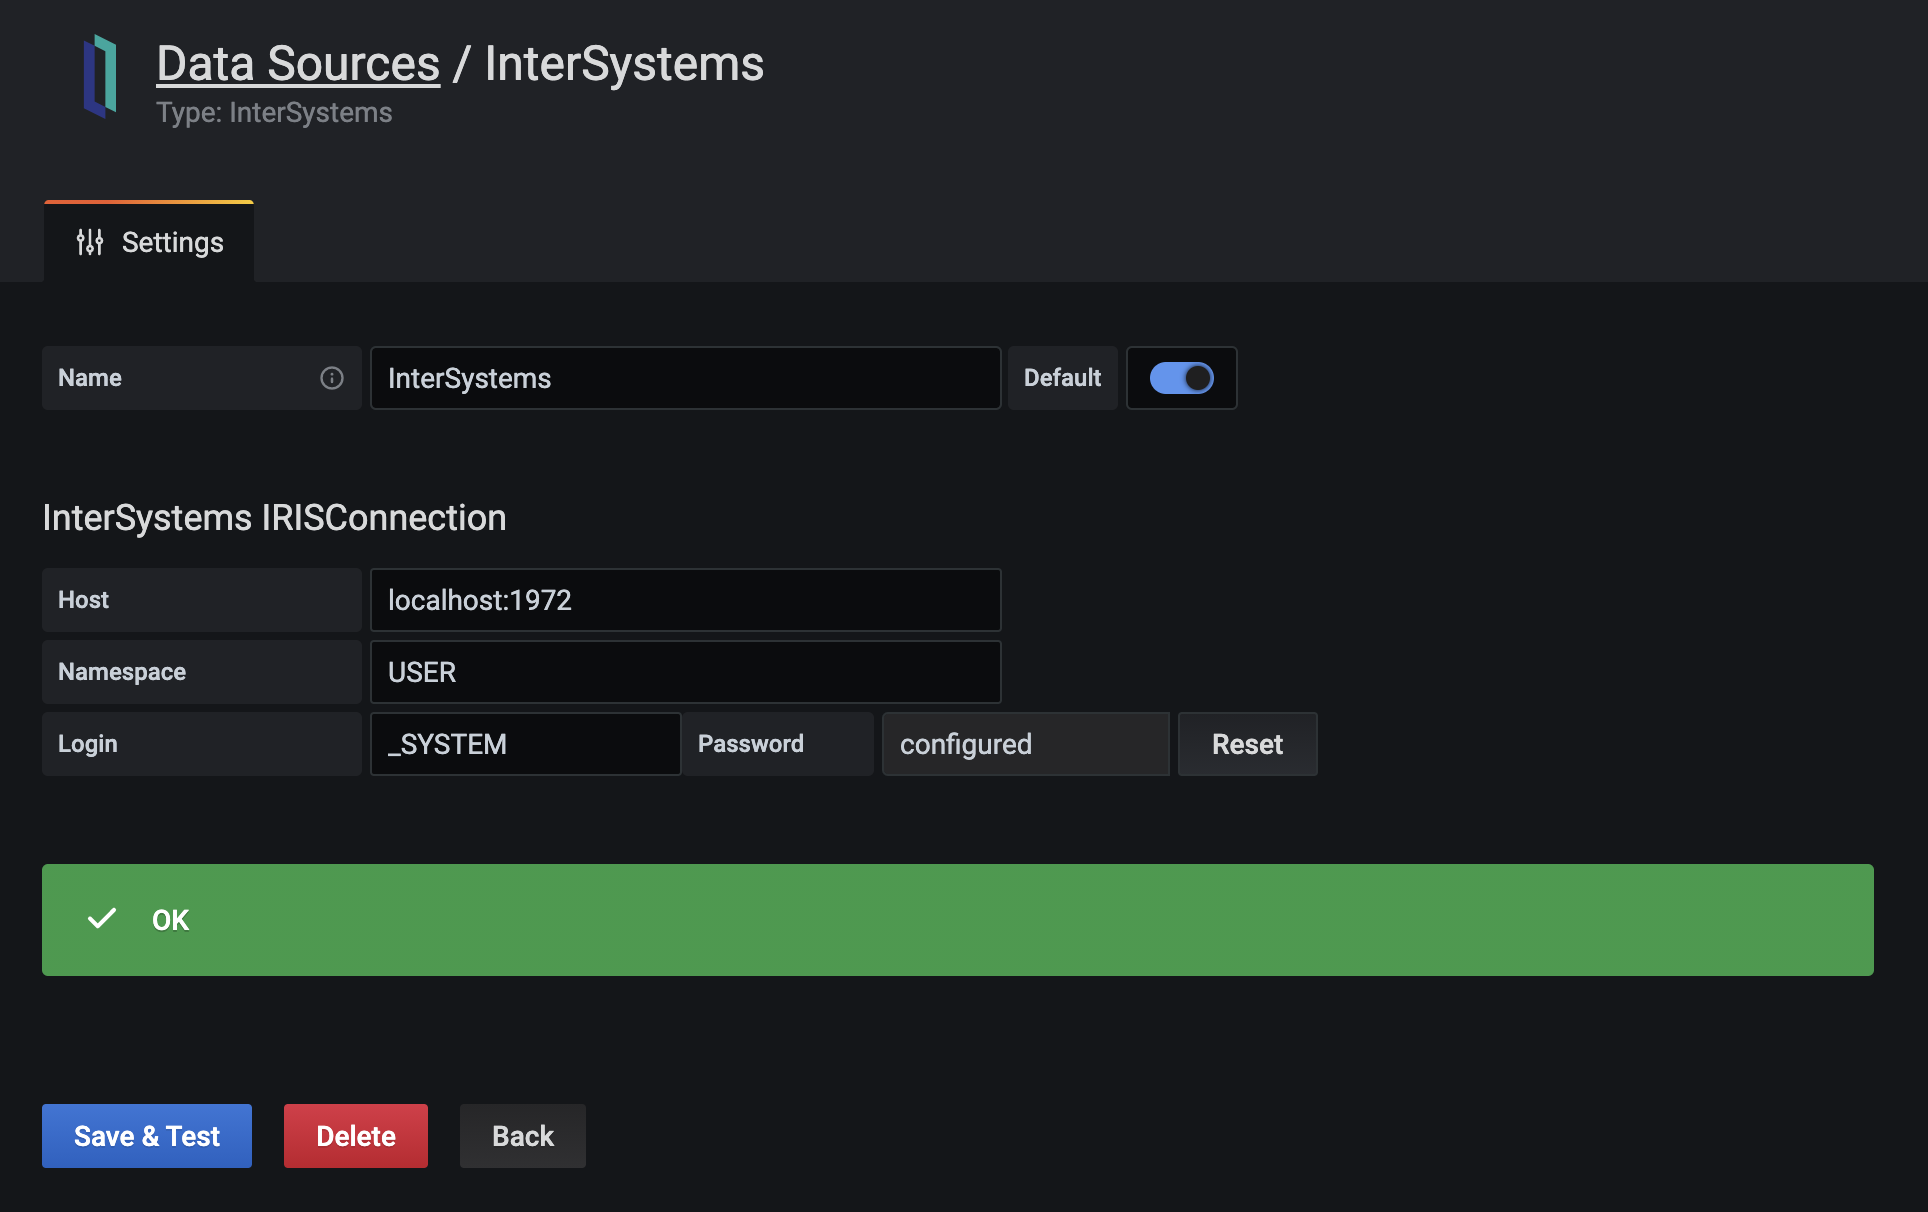 Data Sources / InterSystems
Type: InterSystems
Settings
Name InterSystems Default
InterSystems IRISConnection
Host localhost:1972
Namespace USER
Login _SYSTEM Password configured Reset
OK
Save & Test Delete Back